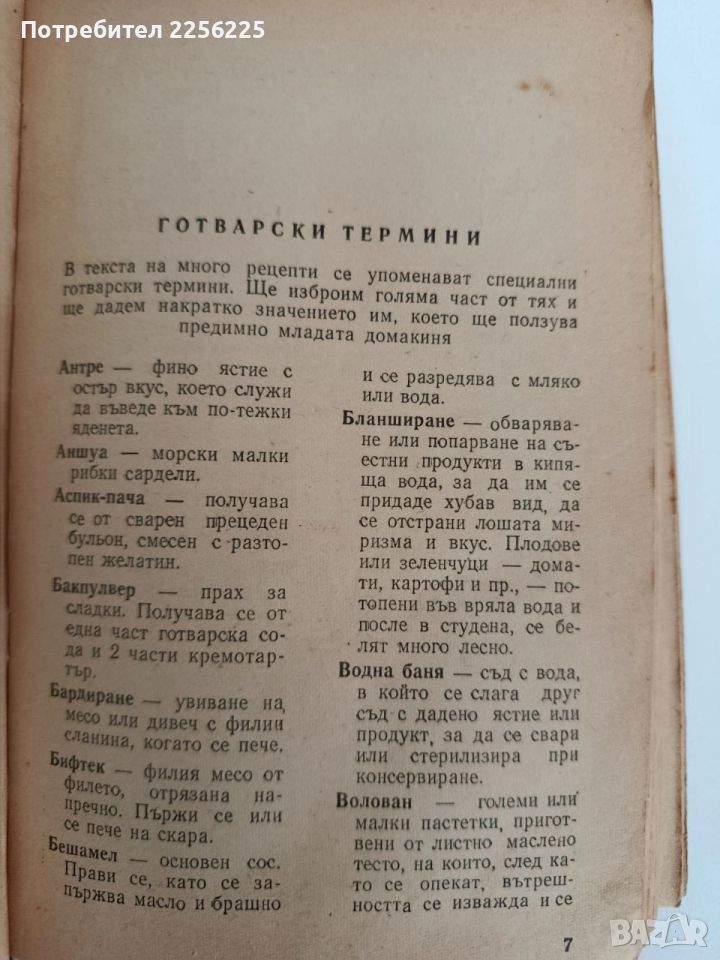 Потребител 2256225
ГОТВАРСКИ ТЕРМИНИ
В текста на много рецепти се упоменават специални
готварски термини. Ще изброим голяма част от тях и
ще дадем накратко значението им, което ще ползува
предимно младата домакиня
Антре — фино ястие с
остър вкус, което служи
да въведе към по-тежки
яденета.
Аншуа — морски малки
рибки сардели.
Аспик-пача — получава
се от сварен прецеден
бульон, смесен с разто-
пен желатин.
Бакпулвер — прах за
сладки. Получава се от
една част готварска со-
да и 2 части кремотар-
тър.
Бардиране — увиване на
месо или дивеч с филии
сланина, когато се пече.
Бифтек — филия месо от
филето, отрязана на-
пречно. Пържи се или
се пече на скара.
Бешамел — основен сос.
Прави се, като се за-
пържва масло и брашно
и се разредява с мляко
или вода.
Бланширане — обварява-
не или попарване на съ-
естни продукти в кипя-
ща вода, за да им се
придаде хубав вид, да
се отстрани лошата ми-
ризма и вкус. Плодове
или зеленчуци — дома-
ти, картофи и пр., — по-
топени във вряла вода и
после в студена, се бе-
лят много лесно.
Водна баня — съд с вода,
в който се слага друг
съд с дадено ястие или
продукт, за да се свари
или стерилизира при
консервиране.
Волован — големи или
малки пастетки, пригот-
вени от листно маслено
тесто, на които, след ка-
то се опекат, вътреш-
ността се изважда и се
7
BAZAR